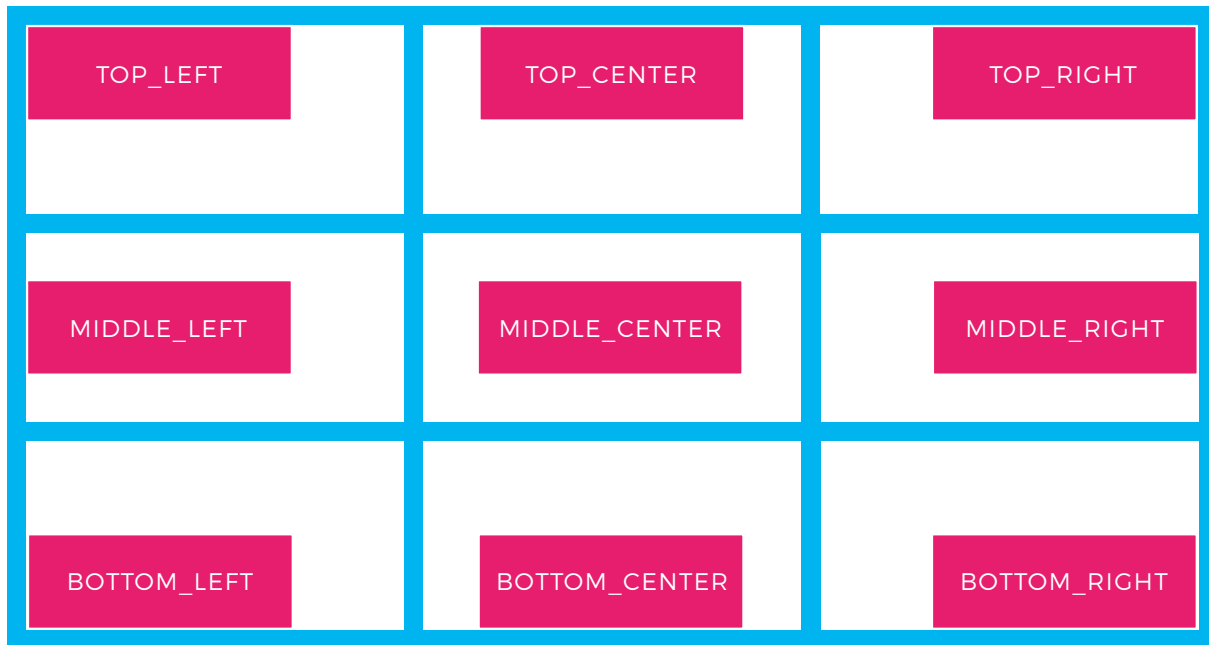 TOP_LEFT
TOP_CENTER
TOP_RIGHT
MIDDLE_LEFT
MIDDLE_CENTER
MIDDLE_RIGHT
BOTTOM_LEFT
BOTTOM_CENTER
BOTTOM_RIGHT